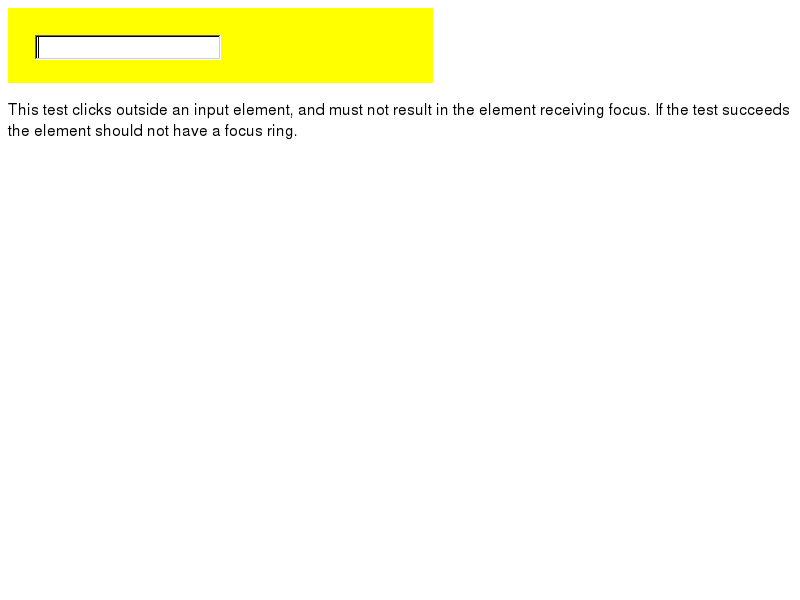 This test clicks outside an input element, and must not result in the element receiving focus. If the test succeeds
the element should not have a focus ring.